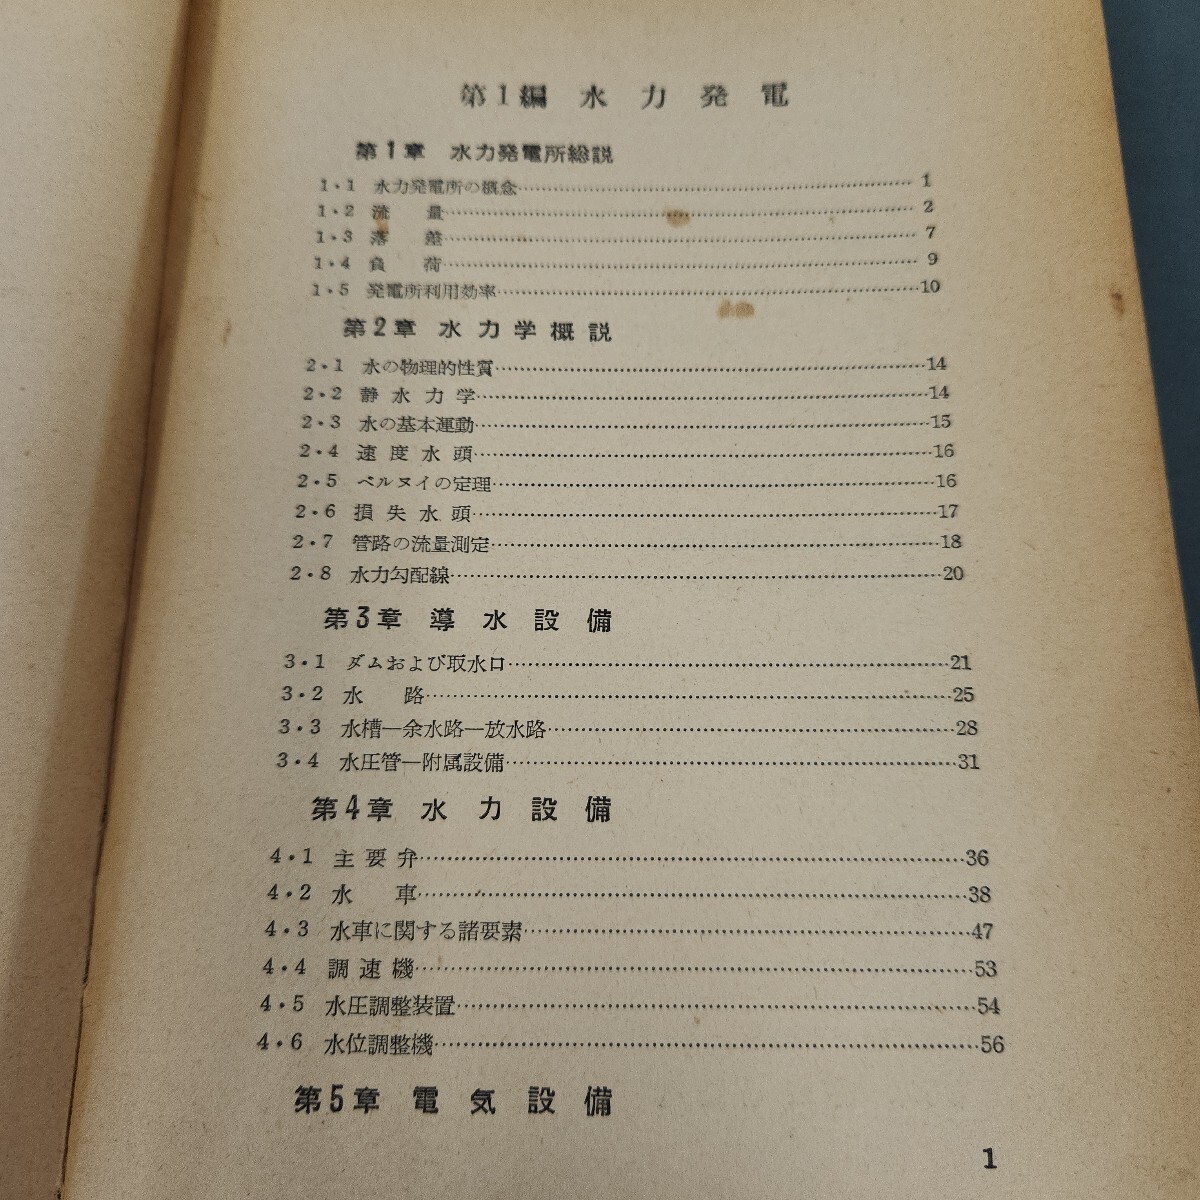 第1編 水力発電
第1章 水力発電所総説
1・1 水力発電所の概念……1
1・2 流量……2
1・3 落差……7
1・4 負荷……9
1・5 発電所利用効率……10
第2章 水力学概説
2・1 水の物理的性質……14
2・2 静水力学……14
2・3 水の基本運動……15
2・4 速度水頭……16
2・5 ベルヌイの定理……16
2・6 損失水頭……17
2・7 管路の流量測定……18
2・8 水力勾配線……20
第3章 導水設備
3・1 ダムおよび取水口……21
3・2 水路……25
3・3 水槽―余水路―放水路……28
3・4 水圧管―附属設備……31
第4章 水力設備
4・1 主要弁……36
4・2 水車……38
4・3 水車に関する諸要素……47
4・4 調速機……53
4・5 水圧調整装置……54
4・6 水位調整機……56
第5章 電気設備
1